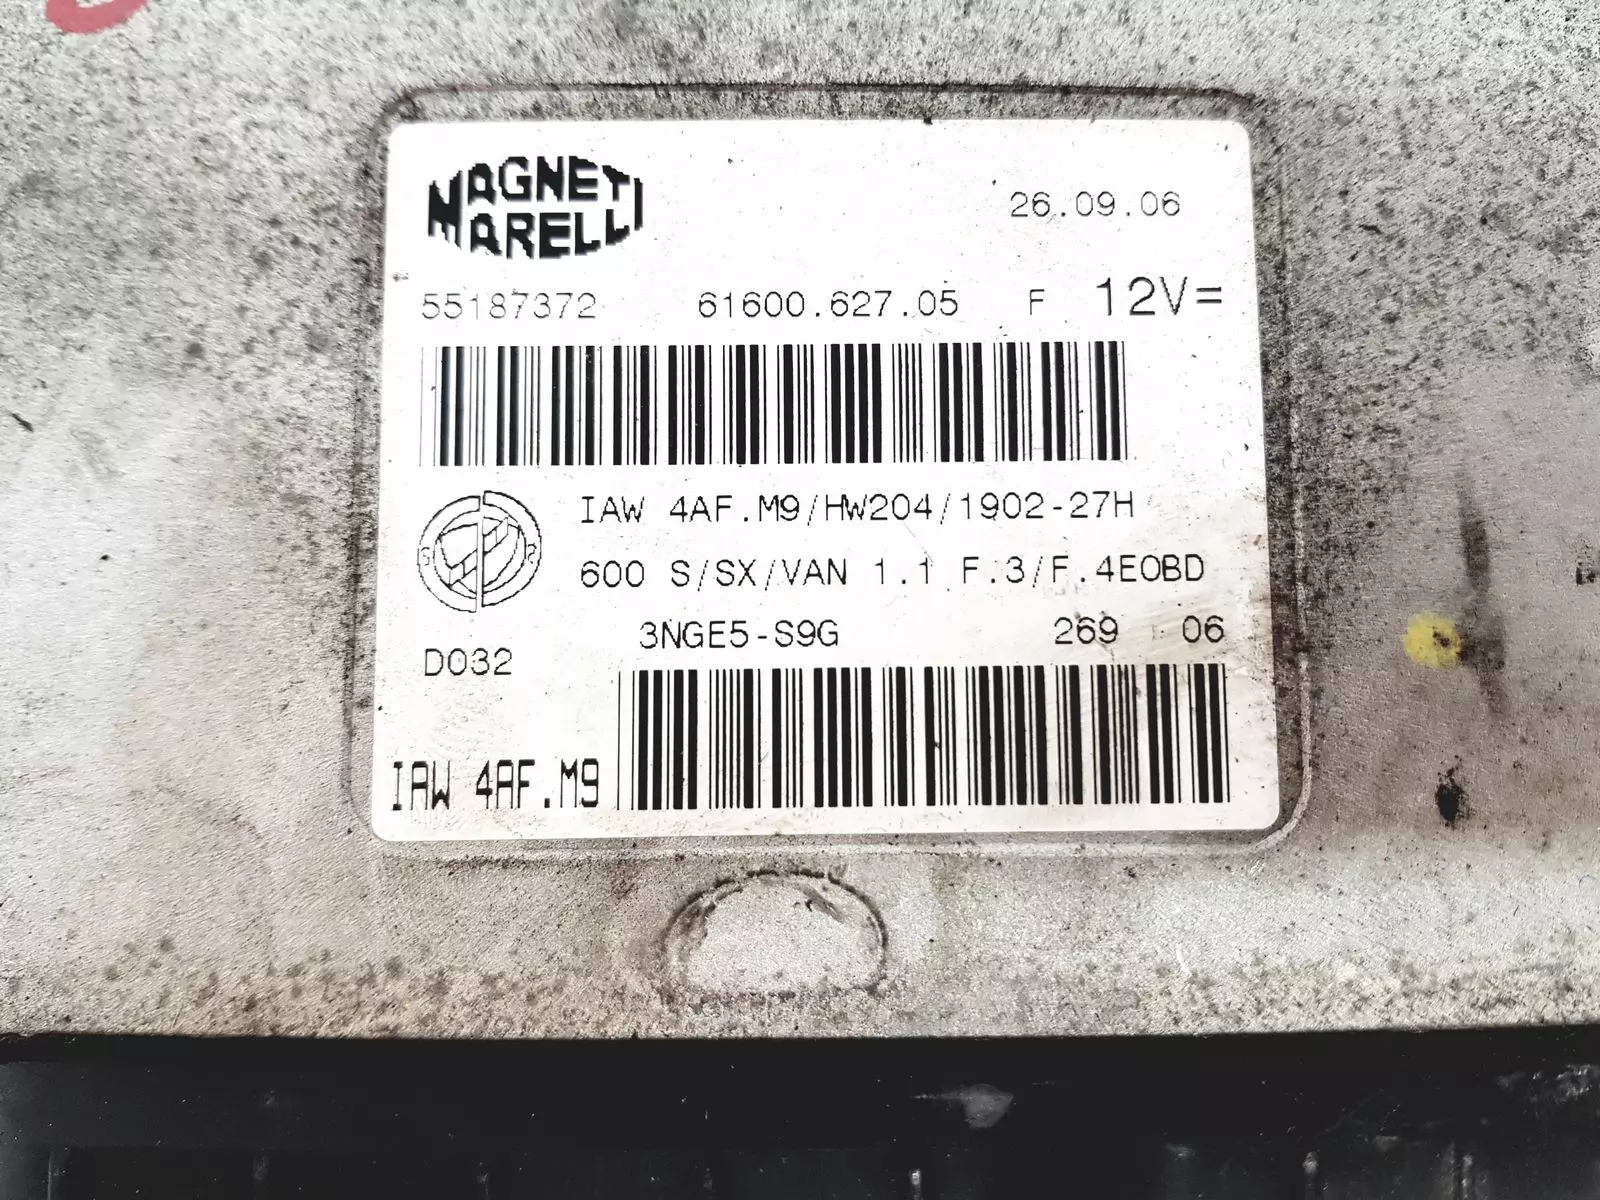 MAGNETI
MARELLI
26.09.06
55187372 61600.627.05 F 12V=
IAW 4AF.M9/HW204/1902-27H
600 S/SX/VAN 1.1 F.3/F.4EOBD
3NGE5-S9G 269 06
D032
IAW 4AF.M9